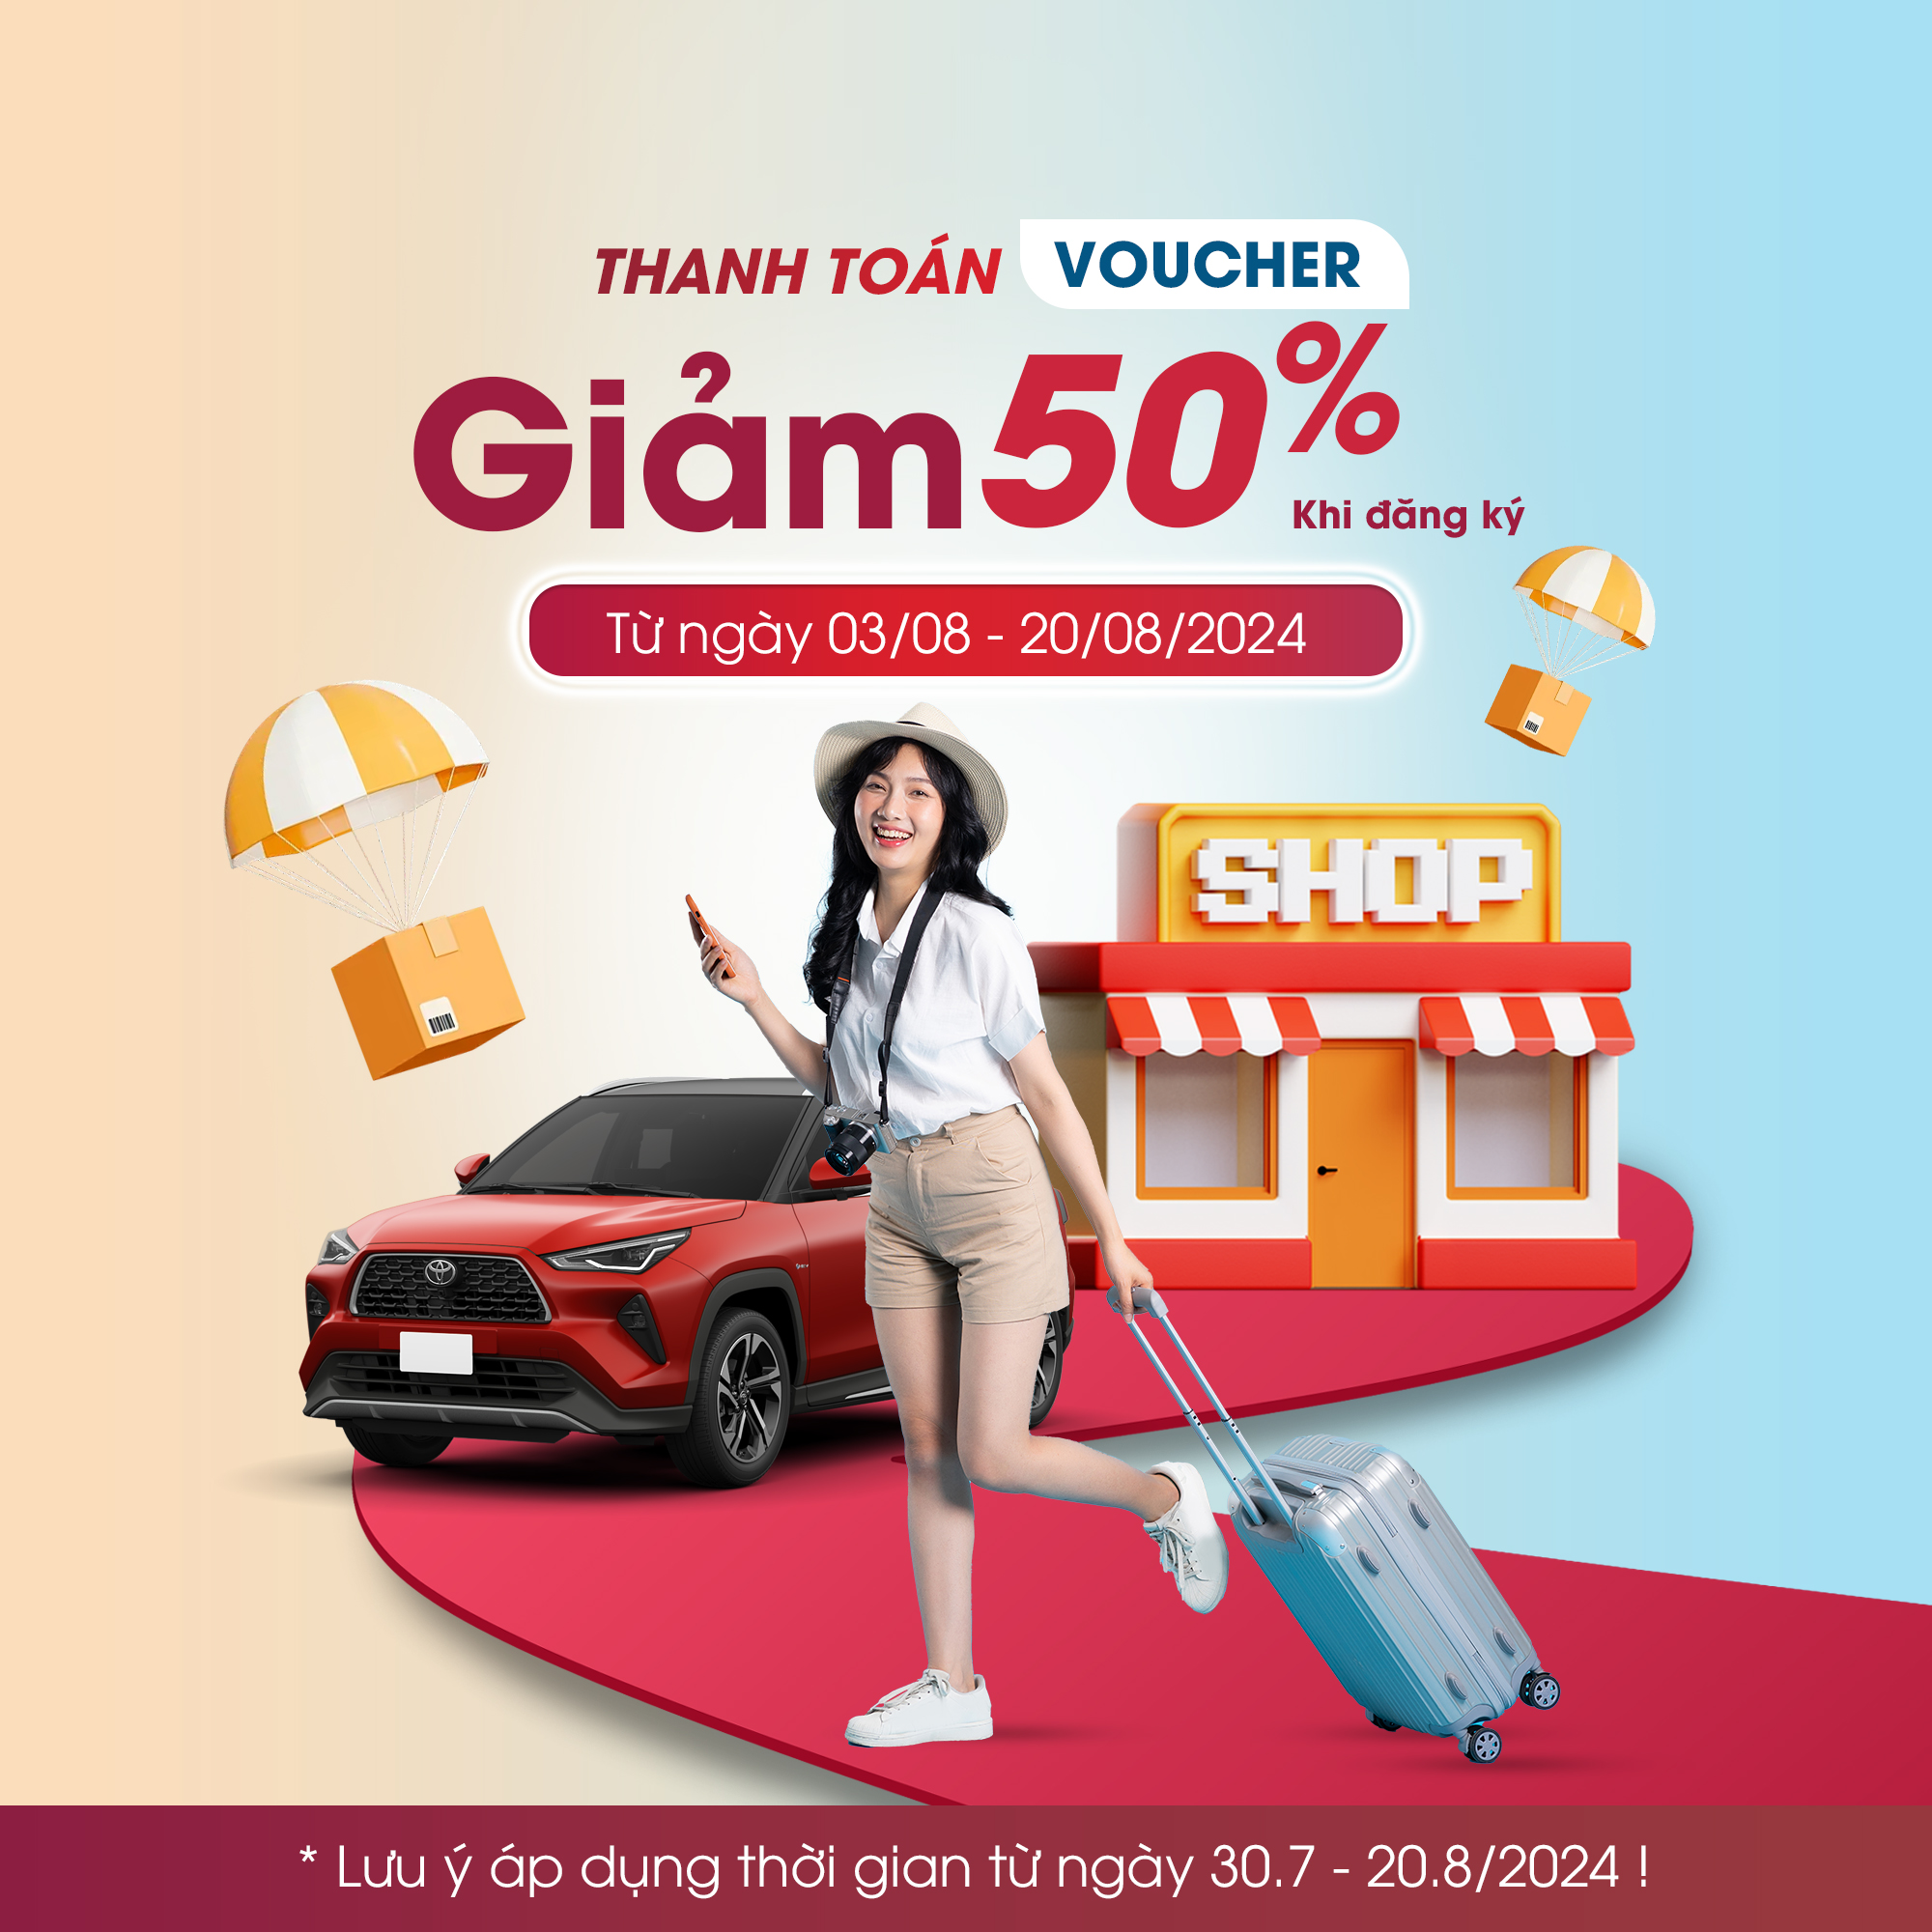 THANH TOÁN VOUCHER
Giảm 50%
Khi đăng ký
Từ ngày 03/08 - 20/08/2024
SHOP
* Lưu ý áp dụng thời gian từ ngày 30.7 - 20.8/2024 !